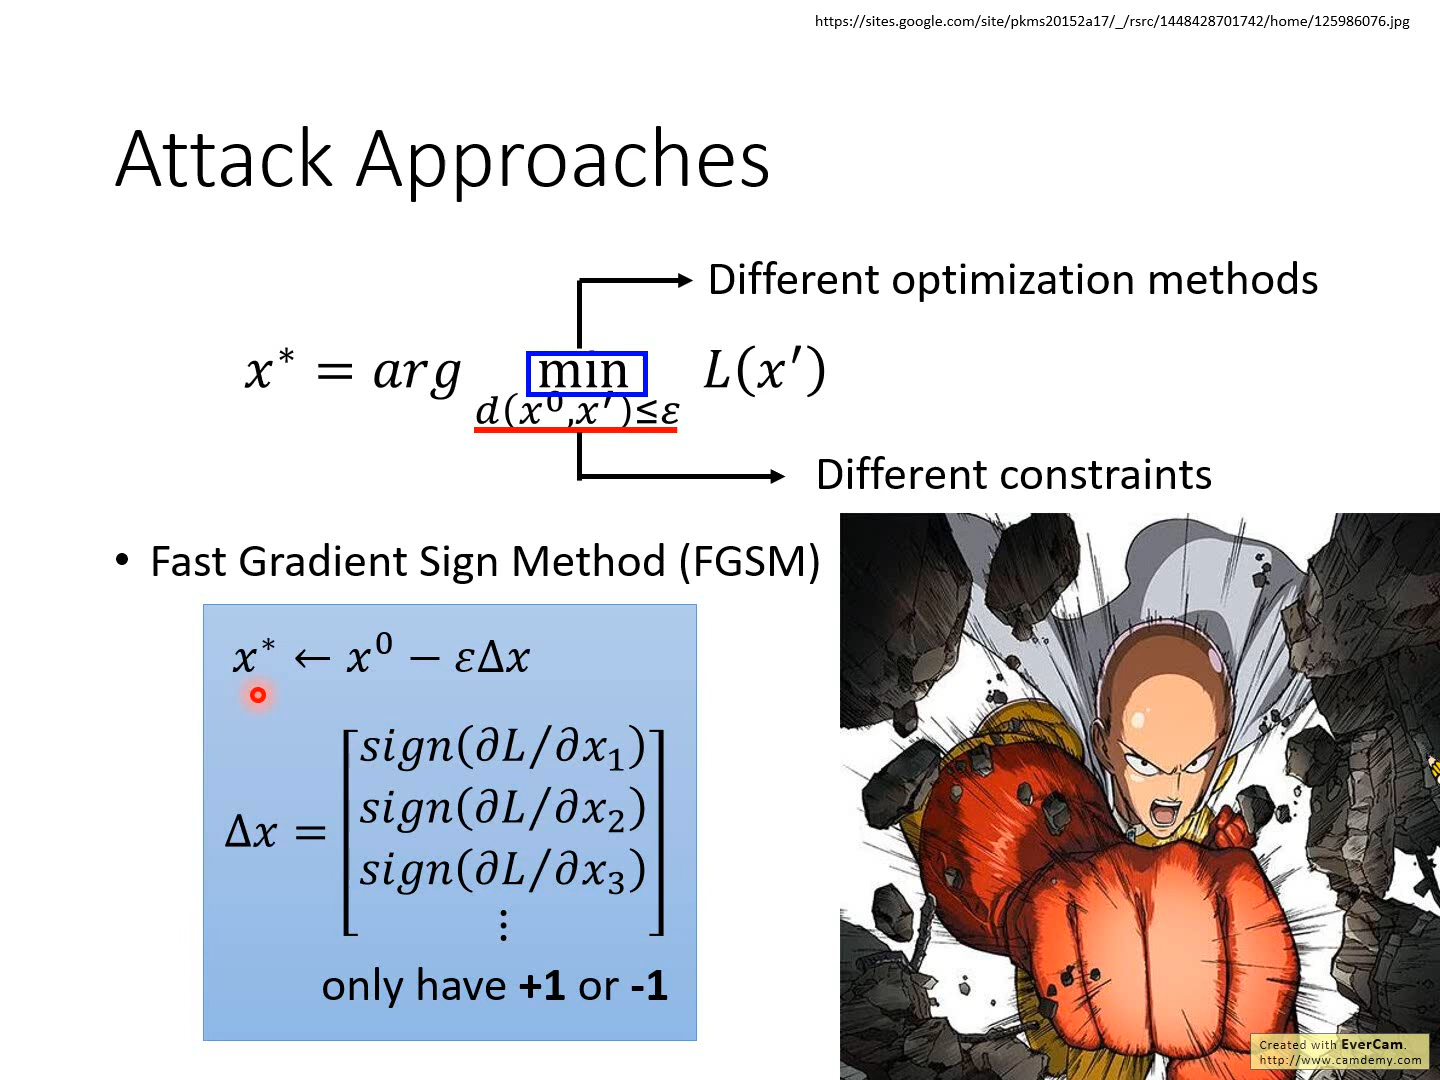 https://sites.google.com/site/pkms20152a17/_/rsrc/1448428701742/home/125986076.jpg
Attack Approaches
Different optimization methods
x* = arg min L(x′)
d(x⁰,x′)≤ε
Different constraints
• Fast Gradient Sign Method (FGSM)
x* ← x⁰ − εΔx
sign(∂L/∂x₁)
sign(∂L/∂x₂)
Δx =
sign(∂L/∂x₃)
⋮
only have +1 or -1
Created with EverCam.
http://www.camdemy.com